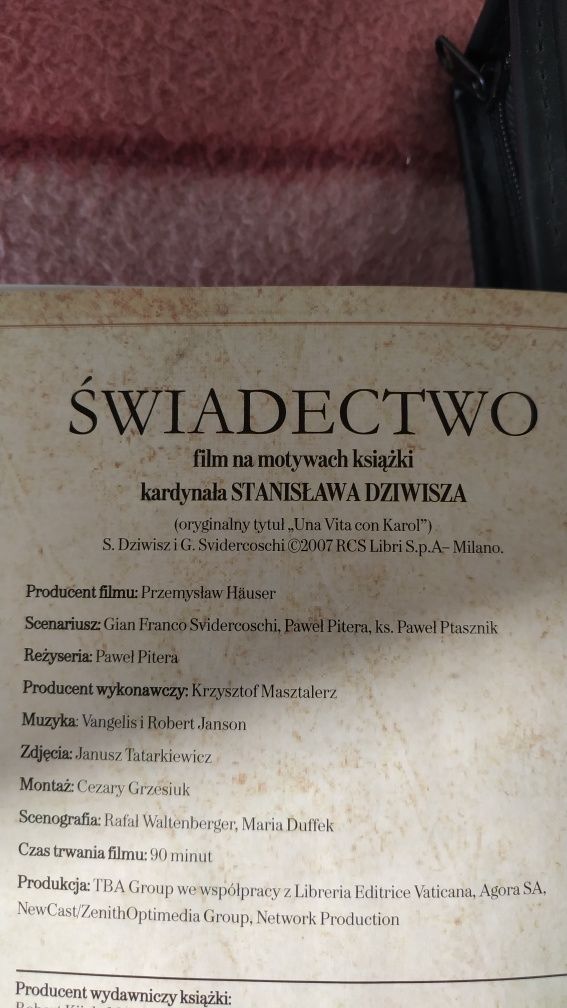 ŚWIADECTWO
film na motywach książki
kardynała STANISŁAWA DZIWISZA
(oryginalny tytuł „Una Vita con Karol”)
S. Dziwisz i G. Svidercoschi ©2007 RCS Libri S.p.A– Milano.
Producent filmu: Przemysław Häuser
Scenariusz: Gian Franco Svidercoschi, Paweł Pitera, ks. Paweł Ptasznik
Reżyseria: Paweł Pitera
Producent wykonawczy: Krzysztof Masztalerz
Muzyka: Vangelis i Robert Janson
Zdjęcia: Janusz Tatarkiewicz
Montaż: Cezary Grzesiuk
Scenografia: Rafał Waltenberger, Maria Duffek
Czas trwania filmu: 90 minut
Produkcja: TBA Group we współpracy z Libreria Editrice Vaticana, Agora SA,
NewCast/ZenithOptimedia Group, Network Production
Producent wydawniczy książki: